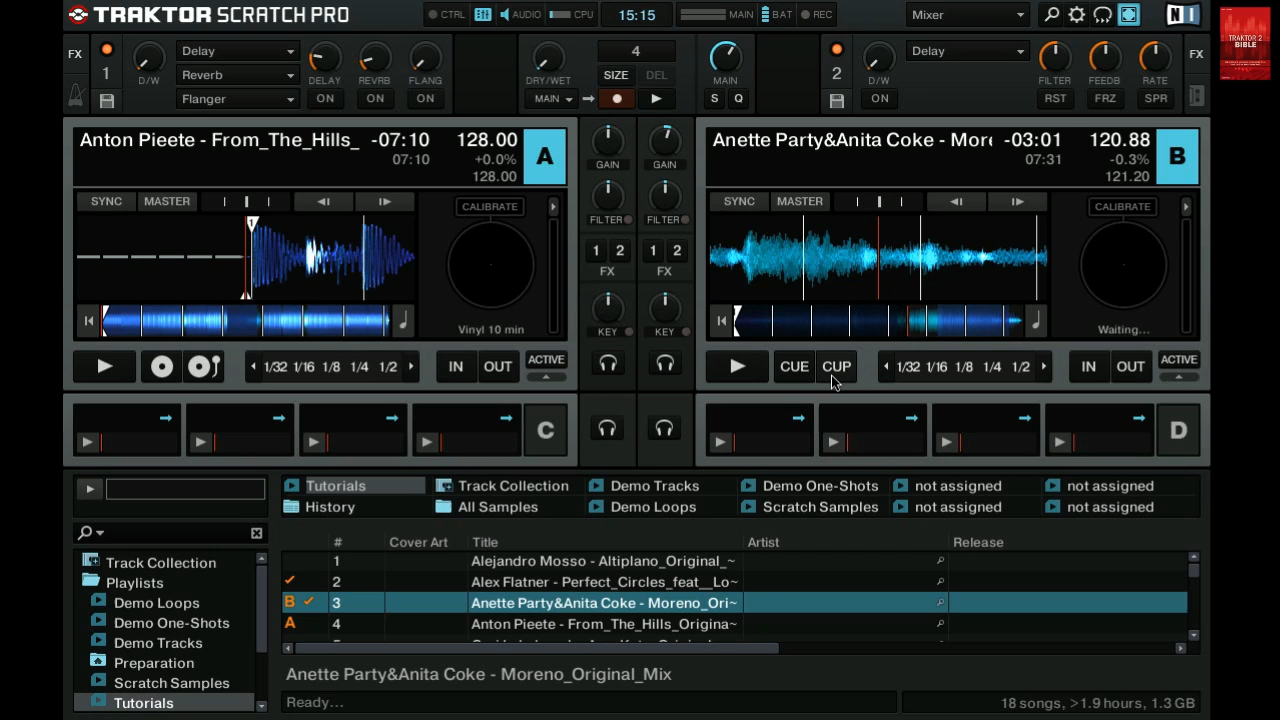 TRAKTOR SCRATCH PRO
CTRL AUDIO CPU 15:15 MAIN BAT REC Mixer
TRAKTOR 2
BIBLE
FX 1 D/W Delay
Reverb
Flanger
DELAY REVRB FLANG
ON ON ON
DRY/WET 4
SIZE DEL
MAIN
MAIN
S Q
2 D/W Delay FILTER FEEDB RATE FX
ON RST FRZ SPR
Anton Pieete - From_The_Hills_ -07:10 128.00 A
07:10 +0.0%
128.00
SYNC MASTER CALIBRATE
1
Vinyl 10 min
1/32 1/16 1/8 1/4 1/2 IN OUT ACTIVE
GAIN GAIN
FILTER FILTER
1 2 1 2
FX FX
KEY KEY
Anette Party&Anita Coke - More -03:01 120.88 B
07:31 -0.3%
121.20
SYNC MASTER CALIBRATE
Waiting...
CUE CUP 1/32 1/16 1/8 1/4 1/2 IN OUT ACTIVE
C
D
Tutorials Track Collection Demo Tracks Demo One-Shots not assigned not assigned
History All Samples Demo Loops Scratch Samples not assigned not assigned
Track Collection
Playlists
Demo Loops
Demo One-Shots
Demo Tracks
Preparation
Scratch Samples
Tutorials
# Cover Art Title Artist Release
1 Alejandro Mosso - Altiplano_Original_~
2 Alex Flatner - Perfect_Circles_feat__Lo~
B 3 Anette Party&Anita Coke - Moreno_Ori~
A 4 Anton Pieete - From_The_Hills_Origina~
Anette Party&Anita Coke - Moreno_Original_Mix
Ready... 18 songs, >1.9 hours, 1.3 GB